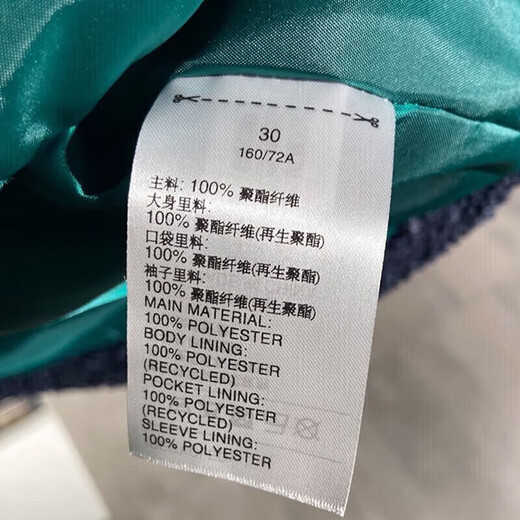 30
160/72A
主料: 100% 聚酯纤维
大身里料:
100% 聚酯纤维(再生聚酯)
口袋里料:
100% 聚酯纤维(再生聚酯)
袖子里料:
100% 聚酯纤维(再生聚酯)
MAIN MATERIAL:
100% POLYESTER
BODY LINING:
100% POLYESTER
(RECYCLED)
POCKET LINING:
100% POLYESTER
(RECYCLED)
SLEEVE LINING:
100% POLYESTER